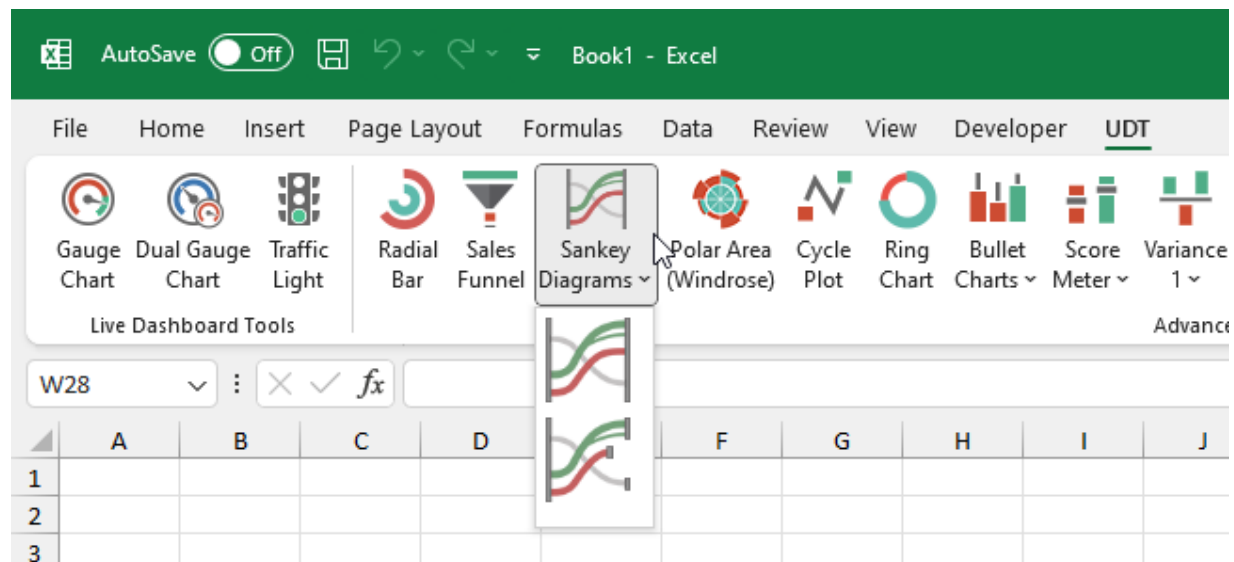 AutoSave Off Book1 - Excel
File Home Insert Page Layout Formulas Data Review View Developer UDT
Gauge Dual Gauge Traffic Radial Sales Sankey Polar Area Cycle Ring Bullet Score Variance
Chart Chart Light Bar Funnel Diagrams (Windrose) Plot Chart Charts Meter 1
Live Dashboard Tools
W28 fx
A B C D F G H I J
1
2
3